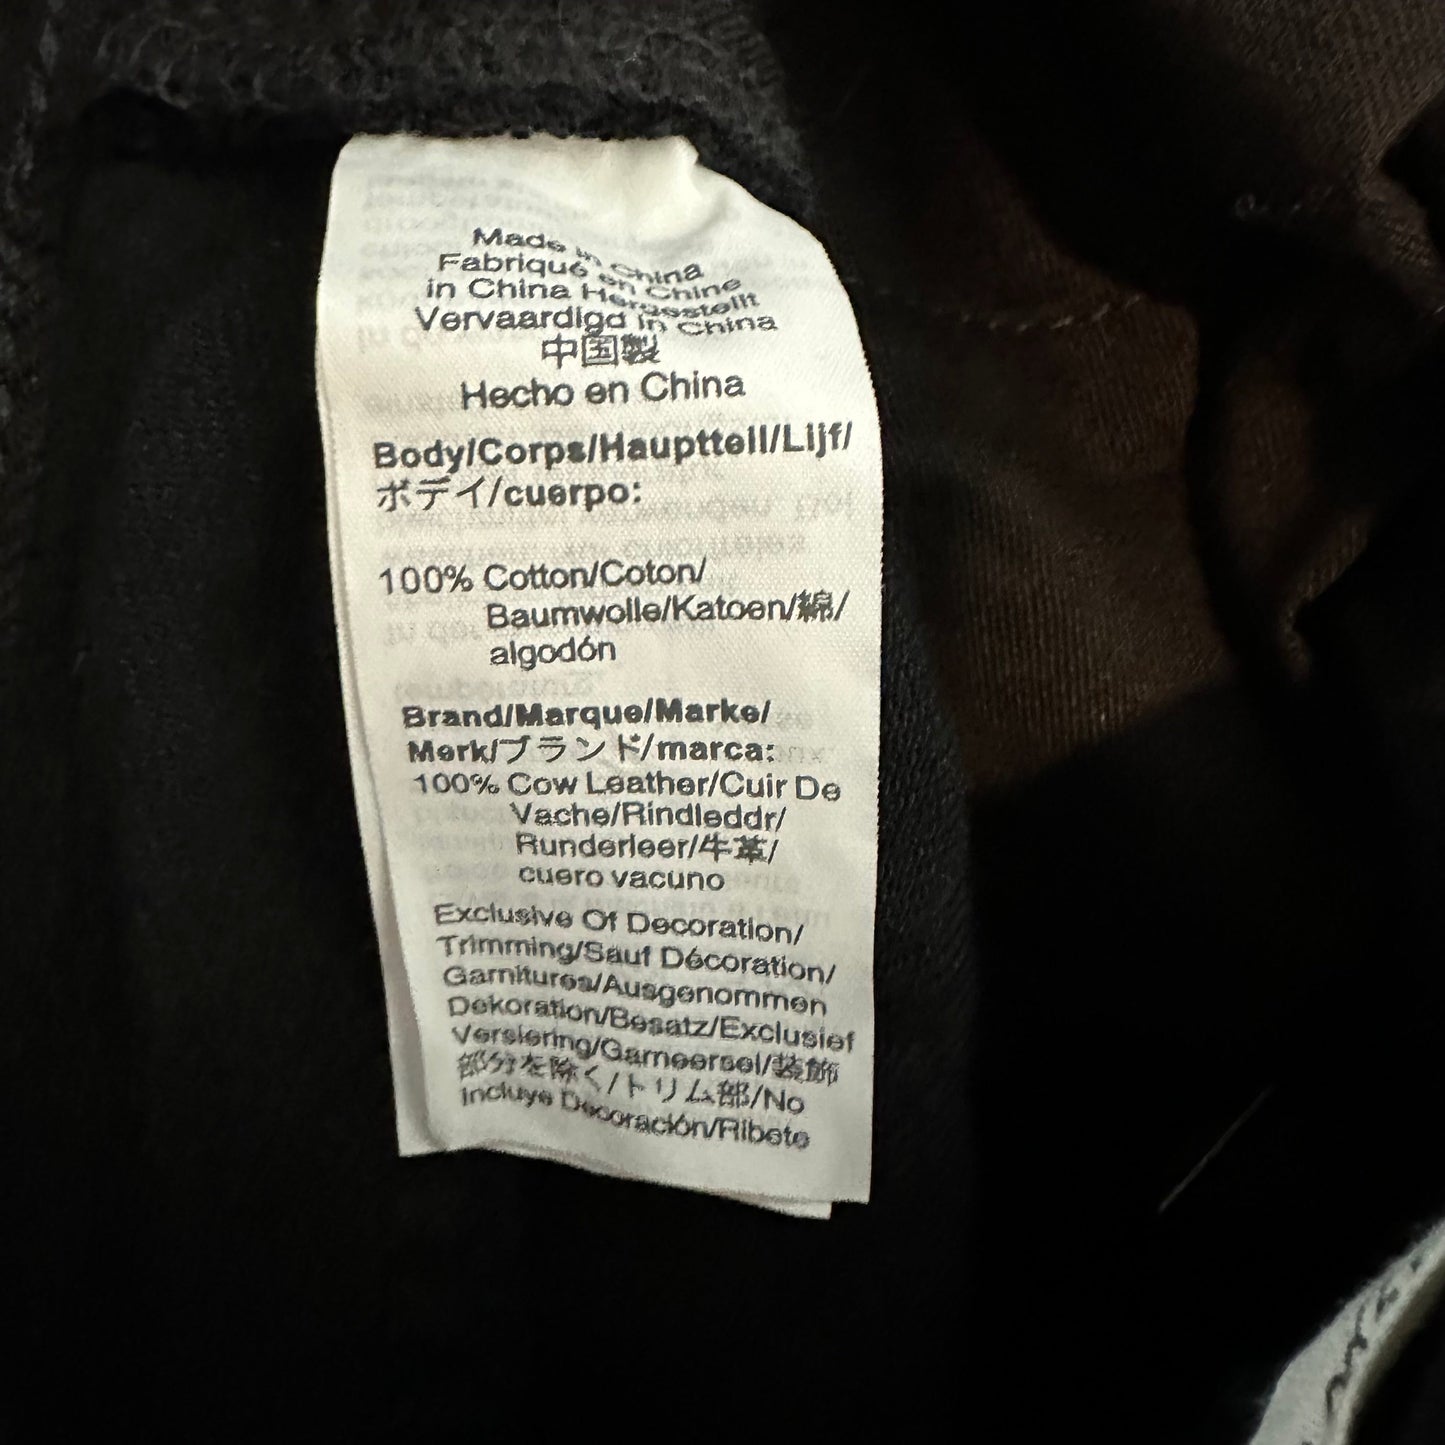 Made in China
Fabriqué en Chine
in China Hergestellt
Vervaardigd in China
中国製
Hecho en China
Body/Corps/Hauptteil/Lijf/
ボディ/cuerpo:
100% Cotton/Coton/
Baumwolle/Katoen/綿/
algodón
Brand/Marque/Marke/
Merk/ブランド/marca:
100% Cow Leather/Cuir De
Vache/Rindleddr/
Runderleer/牛革/
cuero vacuno
Exclusive Of Decoration/
Trimming/Sauf Décoration/
Garnitures/Ausgenommen
Dekoration/Besatz/Exclusief
Versiering/Garneersel/装飾
部分を除く/トリム部/No
Incluye Decoración/Ribete